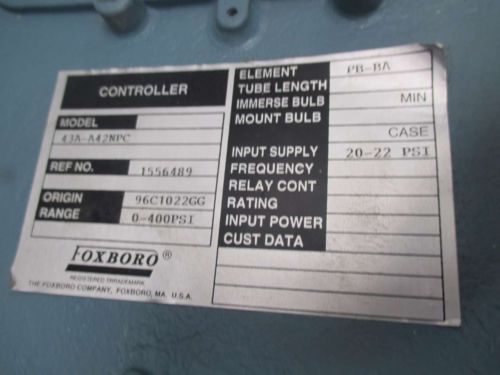 CONTROLLER
MODEL
43A-A42NPC
REF NO. 1556489
ORIGIN 96C1022GG
RANGE 0-400PSI
FOXBORO®
REGISTERED TRADEMARK
THE FOXBORO COMPANY, FOXBORO, MA. U.S.A.
ELEMENT PB-BA
TUBE LENGTH
IMMERSE BULB MIN
MOUNT BULB
CASE
INPUT SUPPLY 20-22 PSI
FREQUENCY
RELAY CONT
RATING
INPUT POWER
CUST DATA